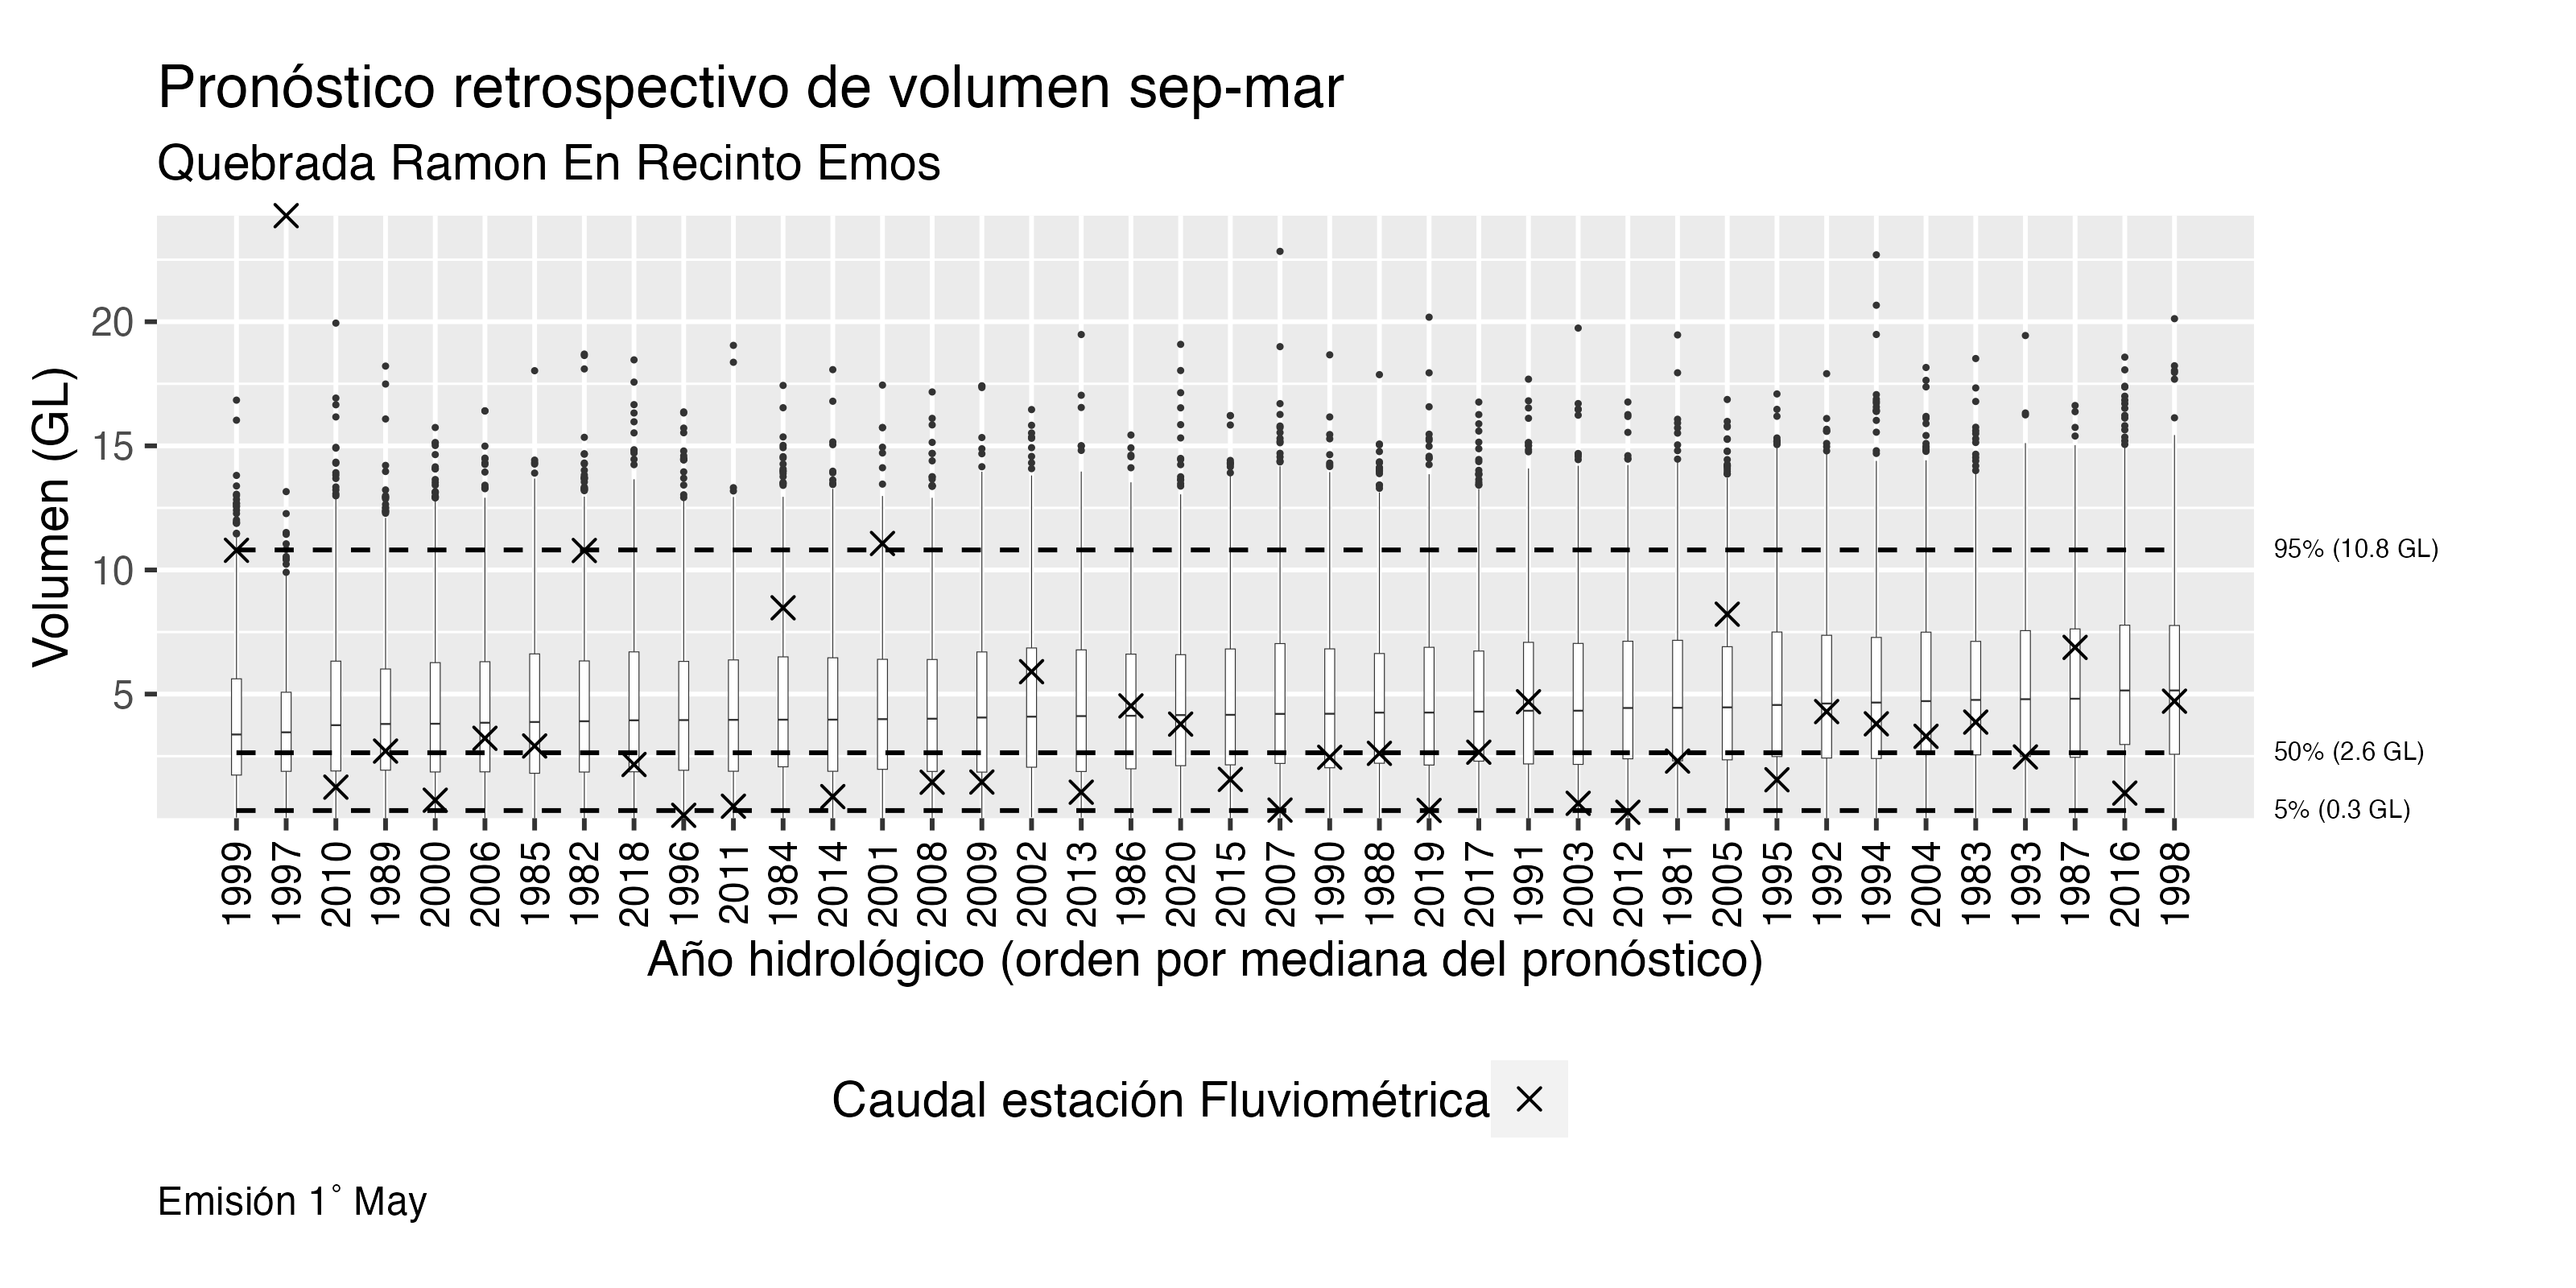 Pronóstico retrospectivo de volumen sep-mar
Quebrada Ramon En Recinto Emos
Volumen (GL)
20
15
10
5
95% (10.8 GL)
50% (2.6 GL)
5% (0.3 GL)
1999 1997 2010 1989 2000 2006 1985 1982 2018 1996 2011 1984 2014 2001 2008 2009 2002 2013 1986 2020 2015 2007 1990 1988 2019 2017 1991 2003 2012 1981 2005 1995 1992 1994 2004 1983 1993 1987 2016 1998
Año hidrológico (orden por mediana del pronóstico)
Caudal estación Fluviométrica
Emisión 1° May